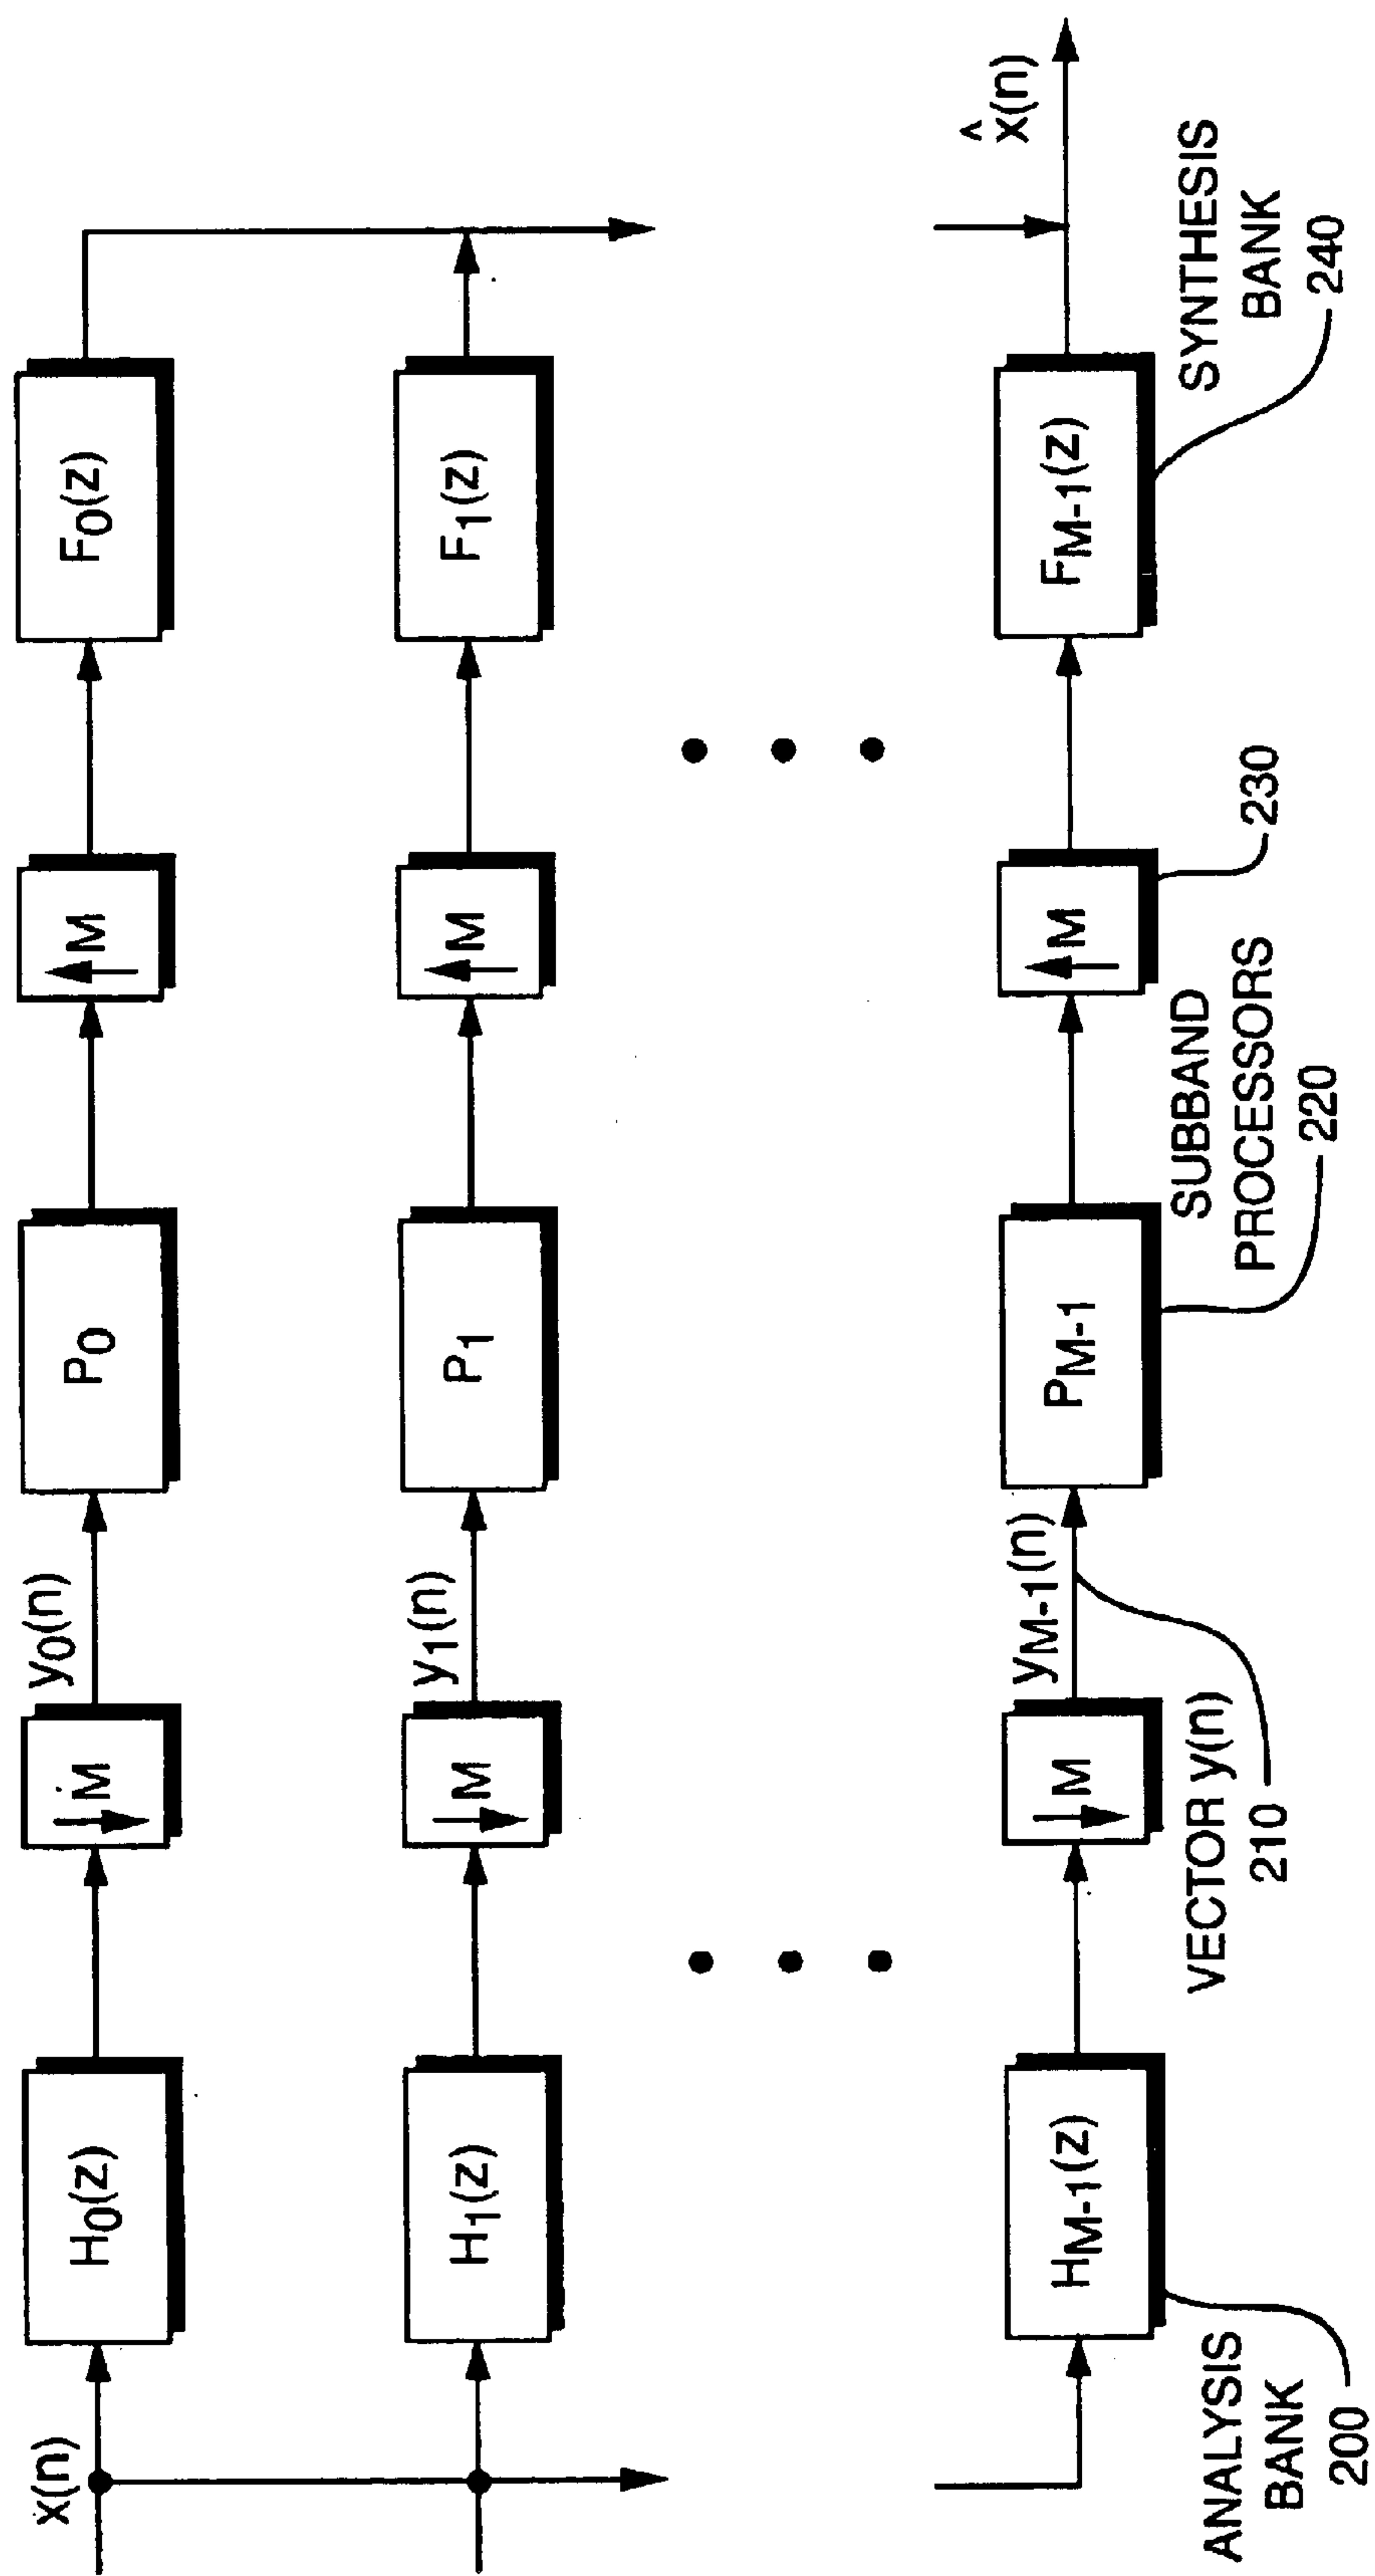 x(n)
H0(z)
M
y0(n)
P0
M
F0(z)
H1(z)
M
y1(n)
P1
M
F1(z)
HM-1(z)
M
yM-1(n)
PM-1
M
FM-1(z)
x̂(n)
ANALYSIS
BANK
200
VECTOR y(n)
210
SUBBAND
PROCESSORS
220
230
SYNTHESIS
BANK
240